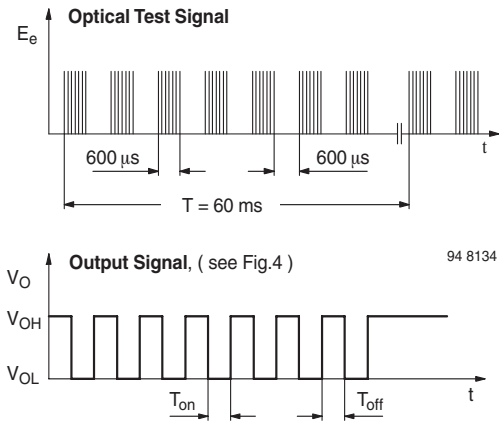 Optical Test Signal
Ee
t
600 µs
600 µs
T = 60 ms
Output Signal, ( see Fig.4 )
94 8134
VO
VOH
VOL
Ton
Toff
t